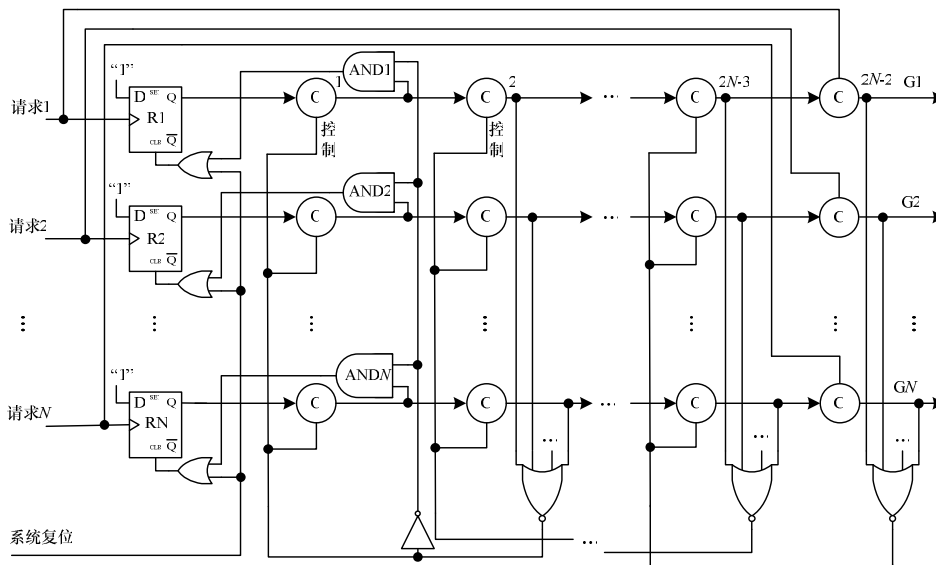 AND1
“1”
1
2
2N-3
2N-2
G1
D SET Q
C C ... C C
请求1
R1
控制
控制
CLR Q̅
“1”
AND2
D SET Q
G2
请求2
C C ... C C
R2
CLR Q̅
⋮ ⋮ ⋮ ⋮ ⋮ ⋮ ⋮
“1”
ANDN
GN
D SET Q
C C ... C C
请求N
RN
CLR Q̅
... ... ...
系统复位
...